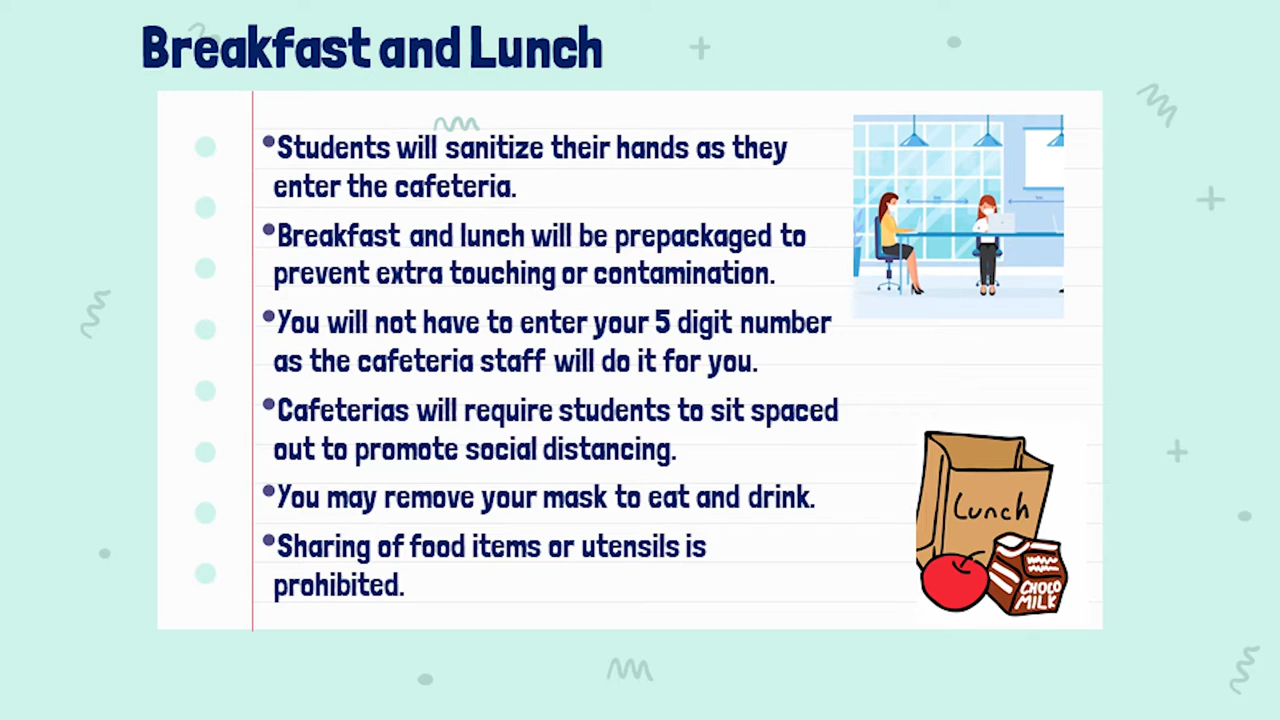 Breakfast and Lunch
•Students will sanitize their hands as they
enter the cafeteria.
•Breakfast and lunch will be prepackaged to
prevent extra touching or contamination.
•You will not have to enter your 5 digit number
as the cafeteria staff will do it for you.
•Cafeterias will require students to sit spaced
out to promote social distancing.
•You may remove your mask to eat and drink.
•Sharing of food items or utensils is
prohibited.
Lunch
CHOCO
MILK